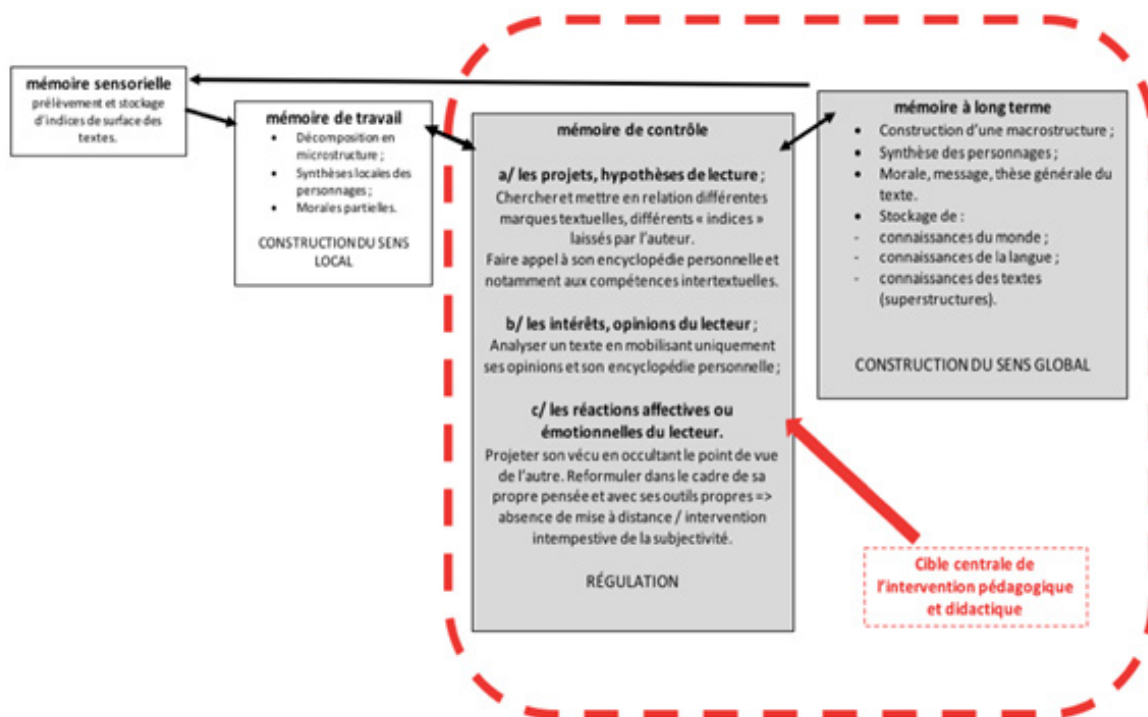 mémoire sensorielle
prélèvement et stockage
d'indices de surface des
textes.
mémoire de travail
• Décomposition en
microstructure ;
• Synthèses locales des
personnages ;
• Morales partielles.
CONSTRUCTION DU SENS
LOCAL
mémoire de contrôle
a/ les projets, hypothèses de lecture ;
Chercher et mettre en relation différentes
marques textuelles, différents « indices »
laissés par l'auteur.
Faire appel à son encyclopédie personnelle et
notamment aux compétences intertextuelles.
b/ les intérêts, opinions du lecteur ;
Analyser un texte en mobilisant uniquement
ses opinions et son encyclopédie personnelle ;
c/ les réactions affectives ou
émotionnelles du lecteur.
Projeter son vécu en occultant le point de vue
de l'autre. Reformuler dans le cadre de sa
propre pensée et avec ses outils propres =>
absence de mise à distance / intervention
intempestive de la subjectivité.
RÉGULATION
mémoire à long terme
• Construction d'une macrostructure ;
• Synthèse des personnages ;
• Morale, message, thèse générale du
texte.
• Stockage de :
- connaissances du monde ;
- connaissances de la langue ;
- connaissances des textes
(superstructures).
CONSTRUCTION DU SENS GLOBAL
Cible centrale de
l'intervention pédagogique
et didactique